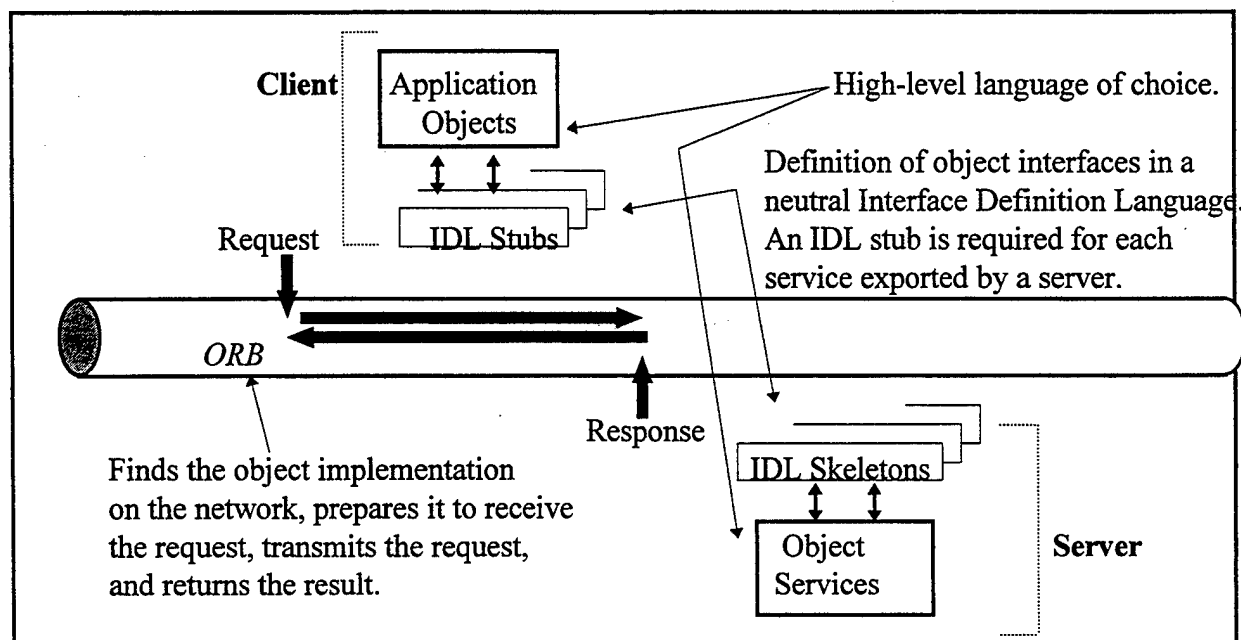 Client
Application
Objects
High-level language of choice.
Definition of object interfaces in a
neutral Interface Definition Language.
An IDL stub is required for each
service exported by a server.
IDL Stubs
Request
ORB
Response
Finds the object implementation
on the network, prepares it to receive
the request, transmits the request,
and returns the result.
IDL Skeletons
Object
Services
Server